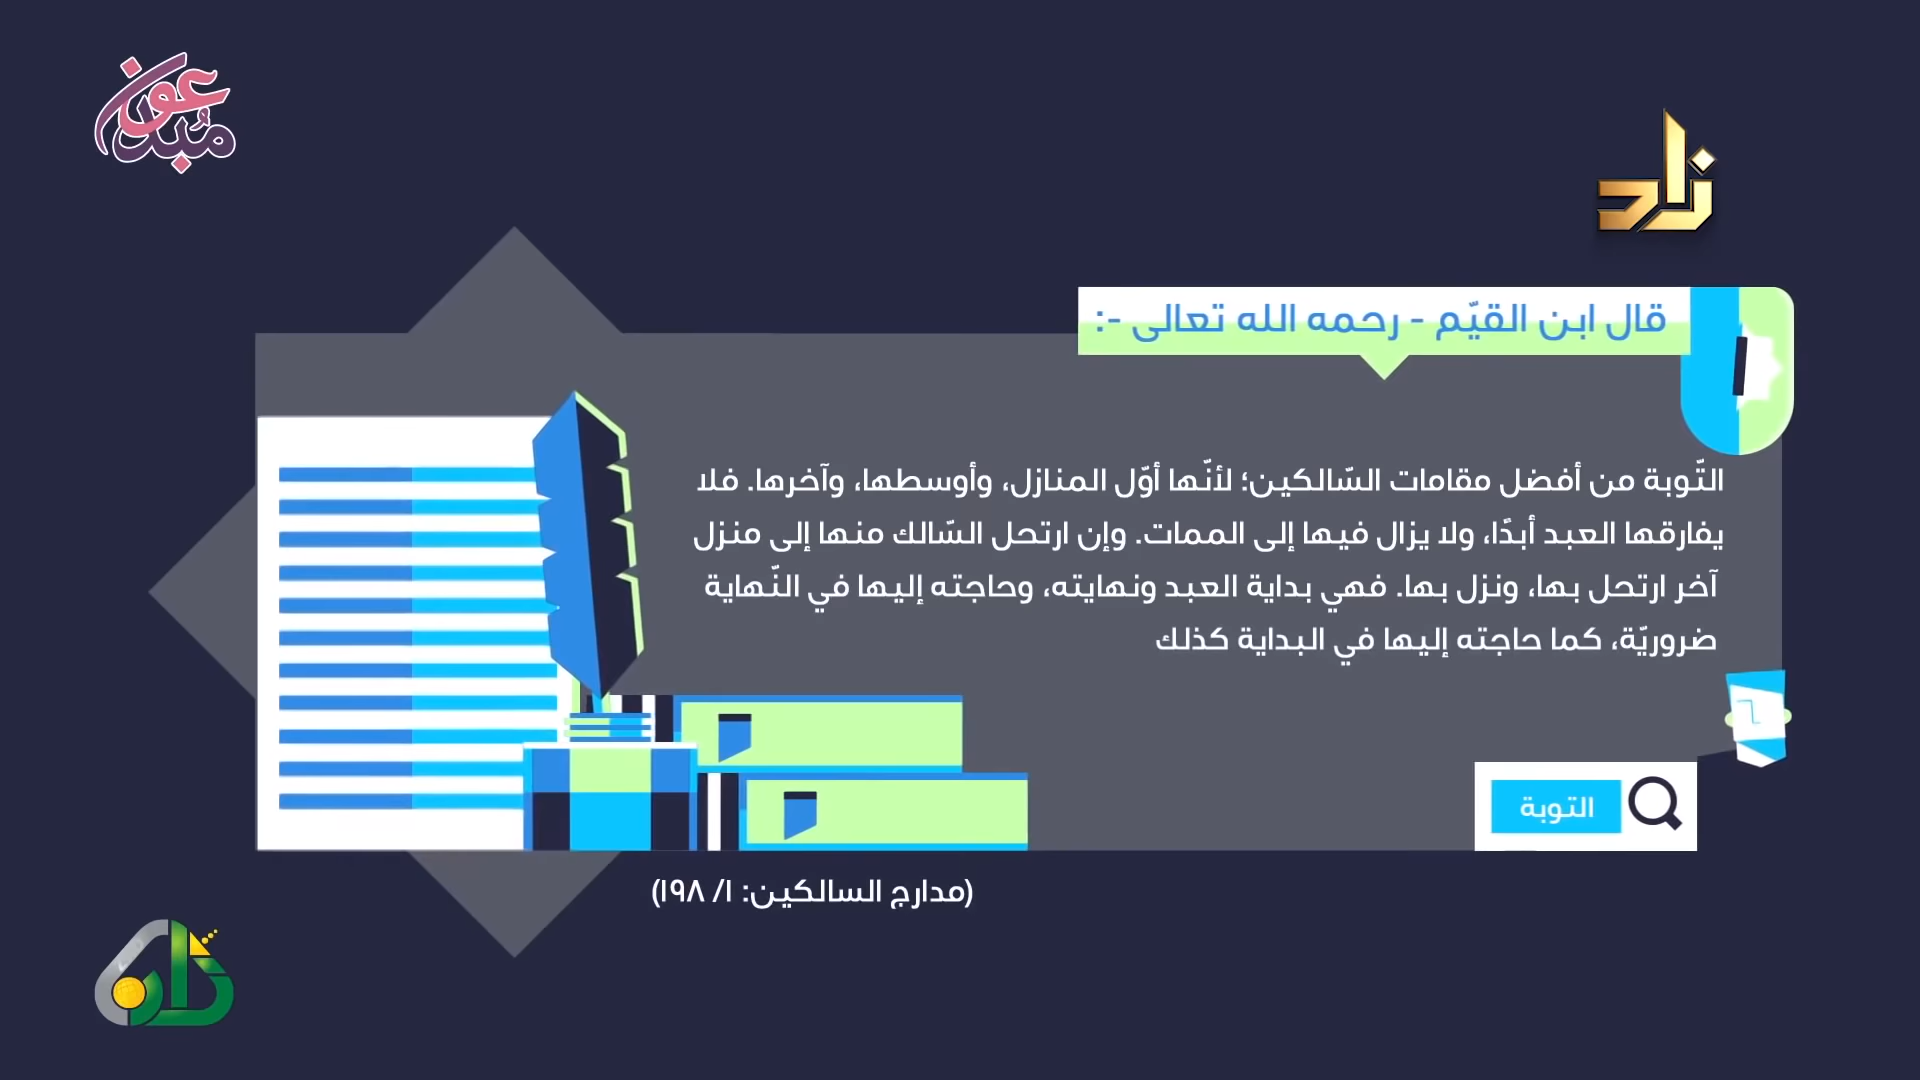 مبدعون
زاد
قال ابن القيّم - رحمه الله تعالى -:
التّوبة من أفضل مقامات السّالكين؛ لأنّها أوّل المنازل، وأوسطها، وآخرها. فلا
يفارقها العبد أبدًا، ولا يزال فيها إلى الممات. وإن ارتحل السّالك منها إلى منزل
آخر ارتحل بها، ونزل بها. فهي بداية العبد ونهايته، وحاجته إليها في النّهاية
ضروريّة، كما حاجته إليها في البداية كذلك
التوبة
(مدارج السالكين: ١/ ١٩٨)
زاد